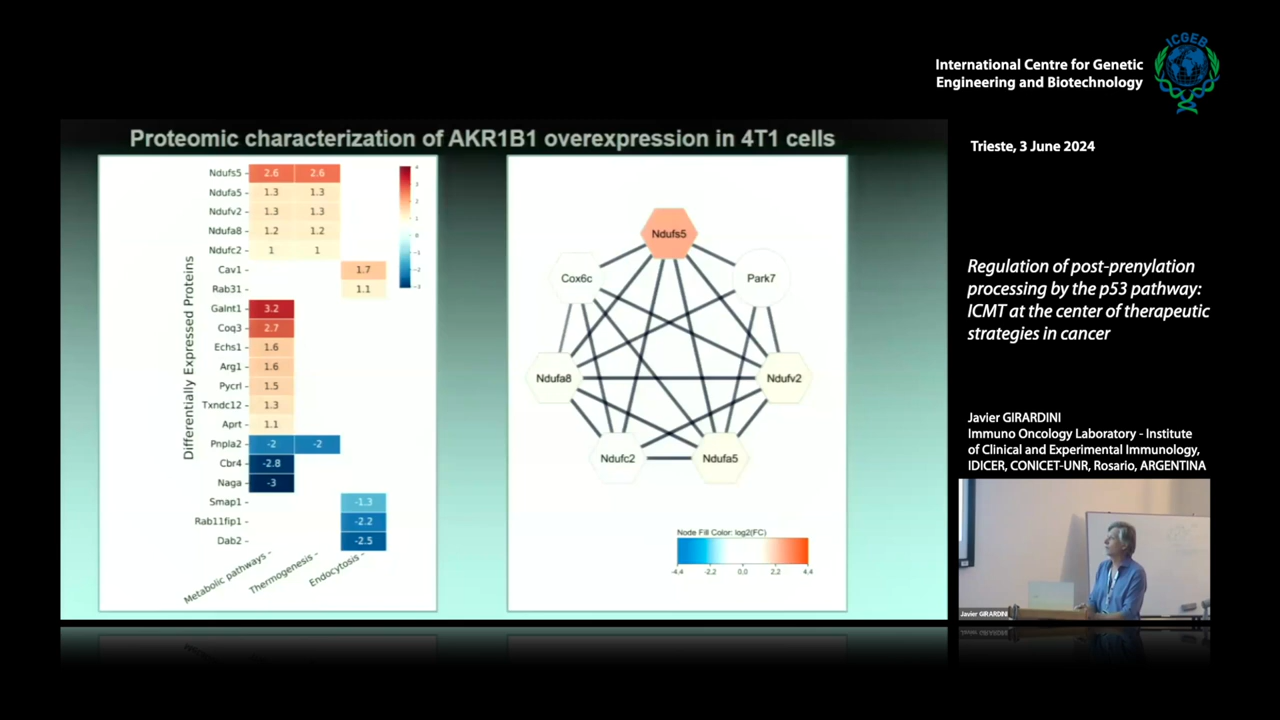 International Centre for Genetic
Engineering and Biotechnology
ICGEB
Trieste, 3 June 2024
Proteomic characterization of AKR1B1 overexpression in 4T1 cells
Differentially Expressed Proteins
Ndufs5 - 2.6 2.6
Ndufa5 - 1.3 1.3
Ndufv2 - 1.3 1.3
Ndufa8 - 1.2 1.2
Ndufc2 - 1 1
Cav1 - 1.7
Rab31 - 1.1
Galnt1 - 3.2
Coq3 - 2.7
Echs1 - 1.6
Arg1 - 1.6
Pycrl - 1.5
Txndc12 - 1.3
Aprt - 1.1
Pnpla2 - -2 -2
Cbr4 - -2.8
Naga - -3
Smap1 - -1.3
Rab11fip1 - -2.2
Dab2 - -2.5
Metabolic pathways -
Thermogenesis -
Endocytosis -
Ndufs5
Cox6c
Park7
Ndufa8
Ndufv2
Ndufc2
Ndufa5
Node Fill Color: log2(FC)
-4,4 -2,2 0,0 2,2 4,4
Regulation of post-prenylation
processing by the p53 pathway:
ICMT at the center of therapeutic
strategies in cancer
Javier GIRARDINI
Immuno Oncology Laboratory - Institute
of Clinical and Experimental Immunology,
IDICER, CONICET-UNR, Rosario, ARGENTINA
Javier GIRARDINI